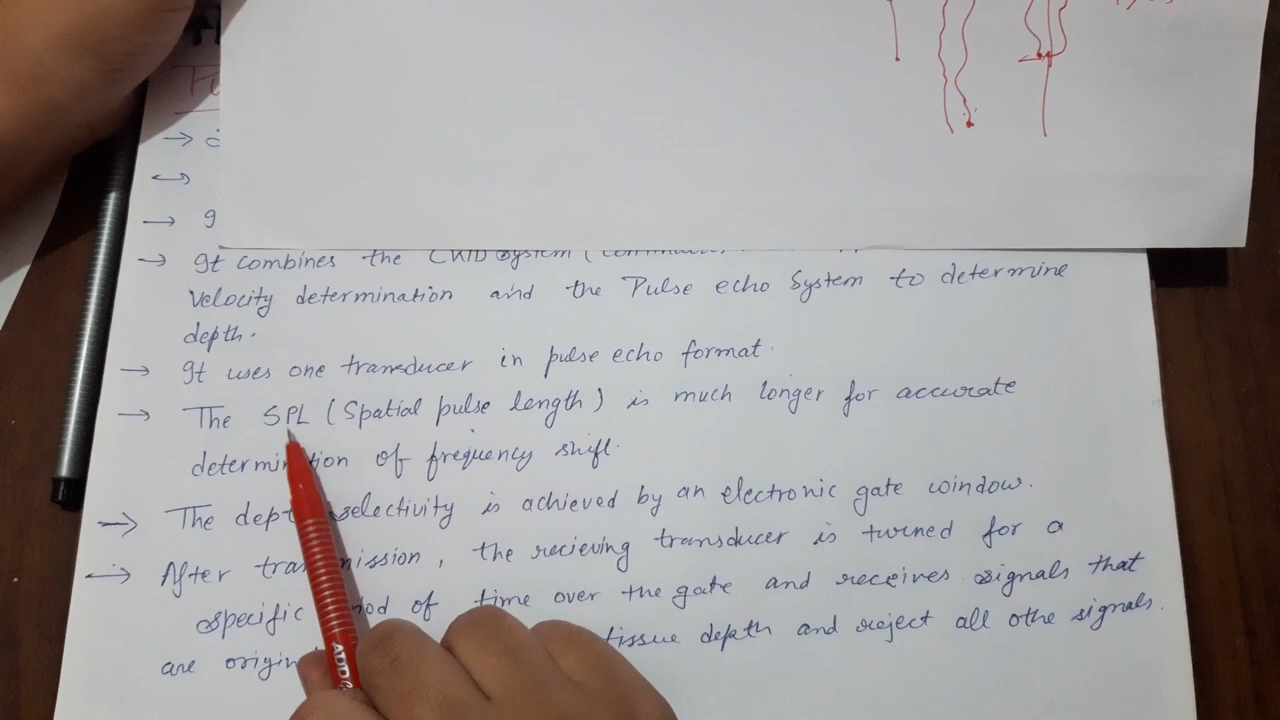 →
→
→ It
→ It combines the CWD System (
Velocity determination and the Pulse echo System to determine
depth.
→ It uses one transducer in pulse echo format.
→ The SPL (Spatial pulse length) is much longer for accurate
determination of frequency shift.
→ The selectivity is achieved by an electronic gate window.
→ After , the recieving transducer is turned for a
specific of time over the gate and receives signals that
are tissue depth and reject all othe signals.
ADD